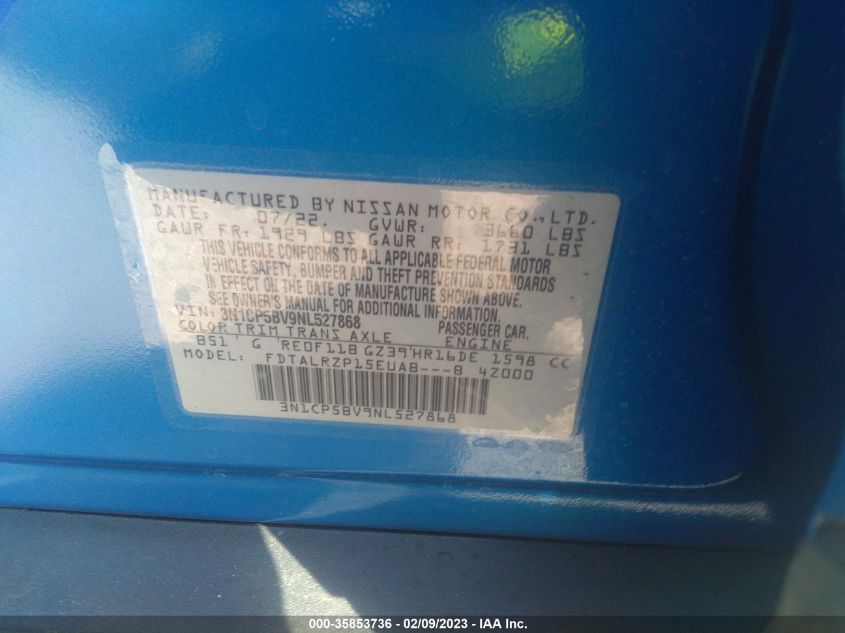 MANUFACTURED BY NISSAN MOTOR CO., LTD.
DATE: 07/22. GVWR: 3660 LBS
GAWR FR: 1929 LBS GAWR RR: 1731 LBS
THIS VEHICLE CONFORMS TO ALL APPLICABLE FEDERAL MOTOR
VEHICLE SAFETY, BUMPER AND THEFT PREVENTION STANDARDS
IN EFFECT ON THE DATE OF MANUFACTURE SHOWN ABOVE.
SEE OWNER'S MANUAL FOR ADDITIONAL INFORMATION.
VIN: 3N1CP5BV9NL527868 PASSENGER CAR.
COLOR TRIM TRANS AXLE ENGINE
851 G RE0F11B GZ39 HR16DE 1598 CC
MODEL: FDTALRZP15EUAB---B 42000
3N1CP5BV9NL527868
000-35853736 - 02/09/2023 - IAA Inc.